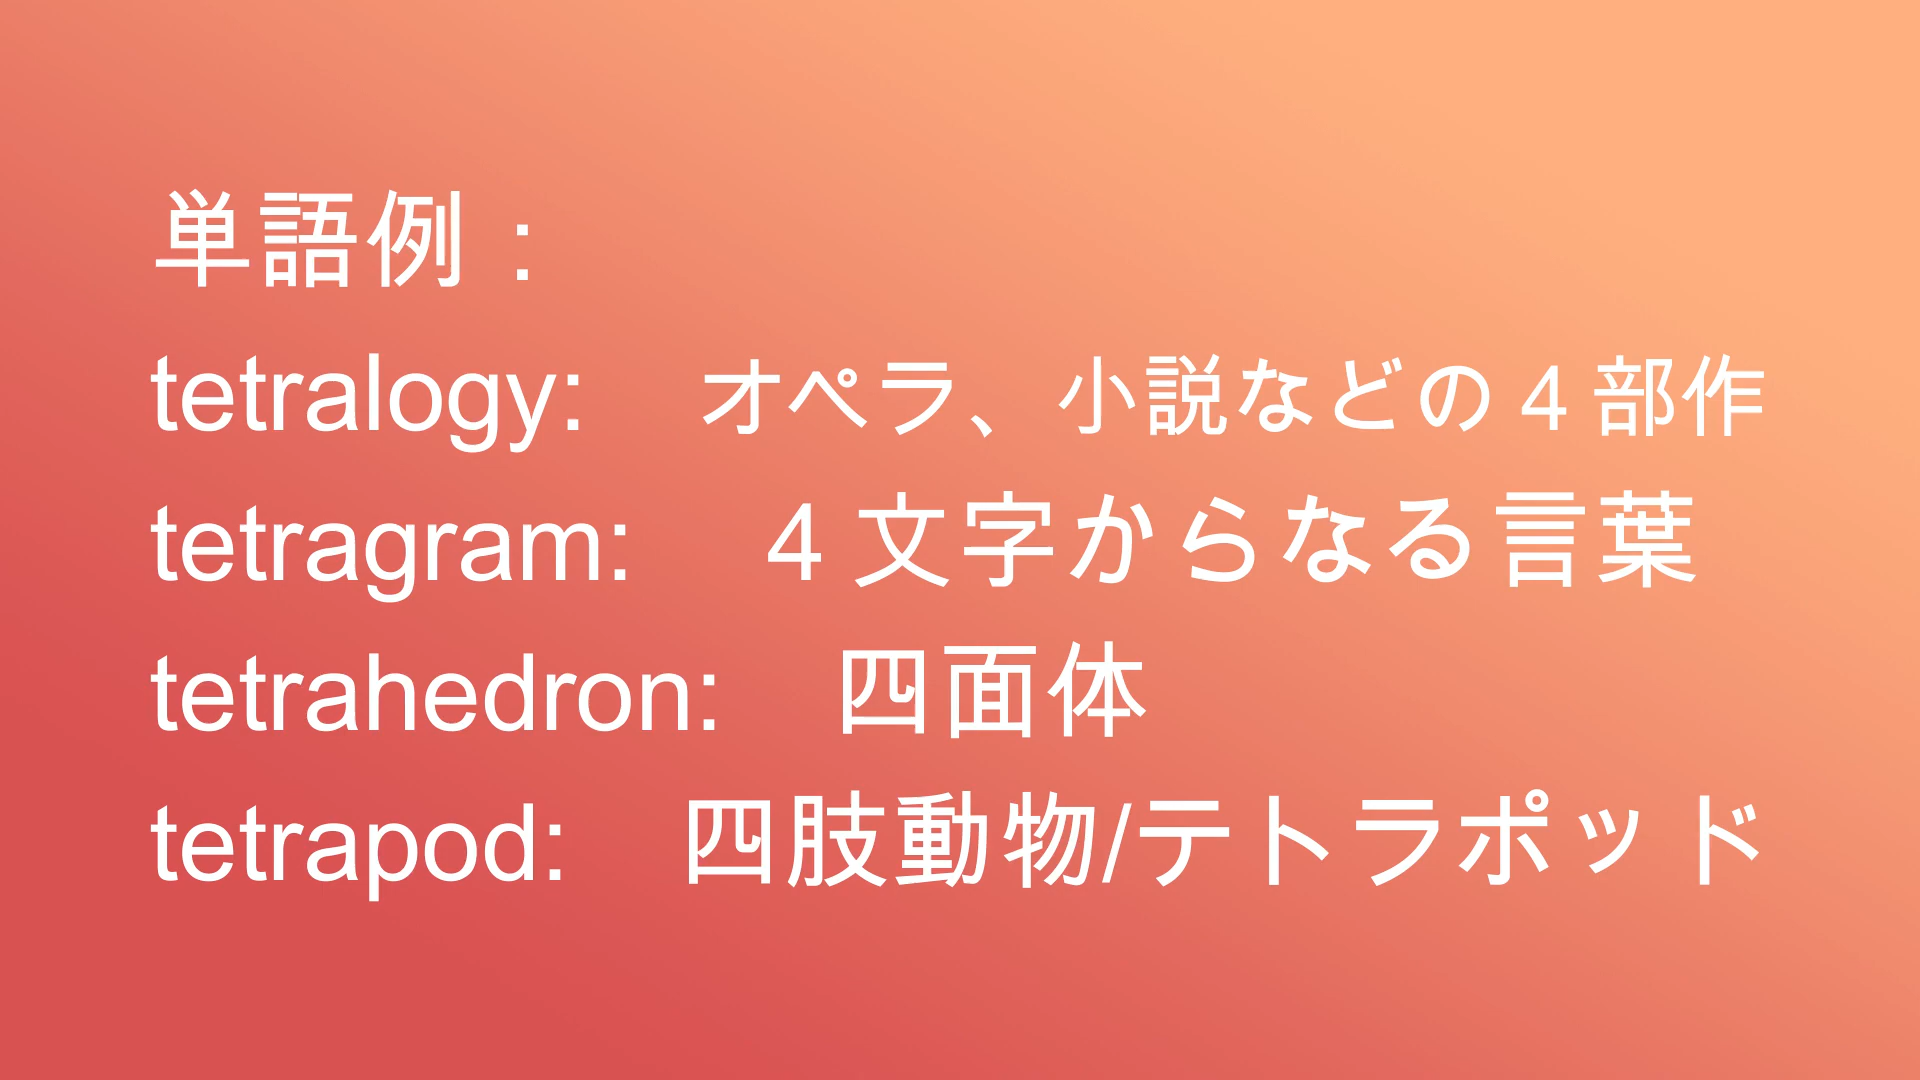 単語例：
tetralogy:　オペラ、小説などの４部作
tetragram:　４文字からなる言葉
tetrahedron:　四面体
tetrapod:　四肢動物/テトラポッド